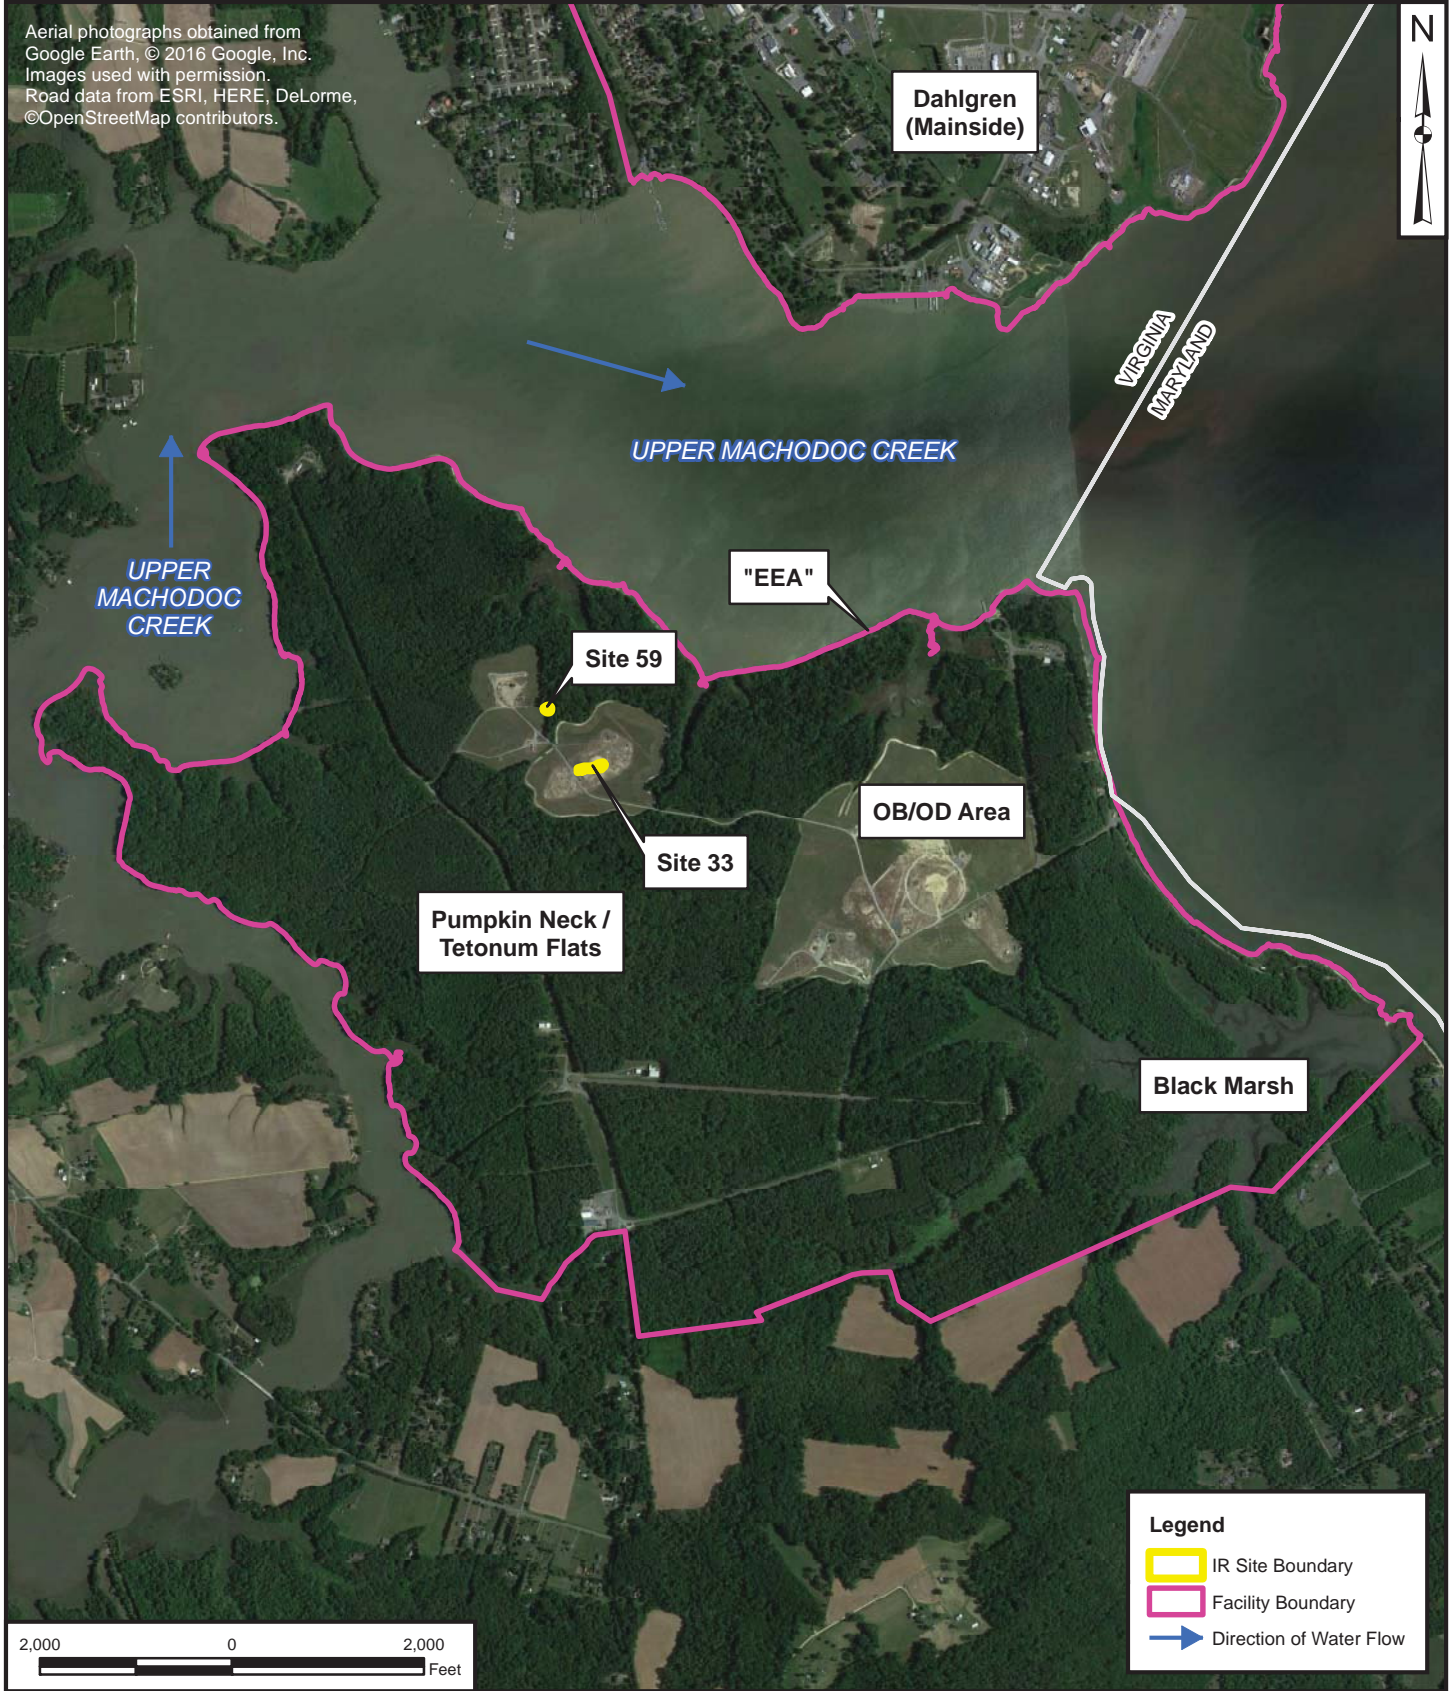 Aerial photographs obtained from
Google Earth, © 2016 Google, Inc.
Images used with permission.
Road data from ESRI, HERE, DeLorme,
©OpenStreetMap contributors.
N
Dahlgren
(Mainside)
VIRGINIA
MARYLAND
UPPER MACHODOC CREEK
UPPER
MACHODOC
CREEK
"EEA"
Site 59
OB/OD Area
Site 33
Pumpkin Neck /
Tetonum Flats
Black Marsh
Legend
IR Site Boundary
Facility Boundary
Direction of Water Flow
2,000 0 2,000
Feet